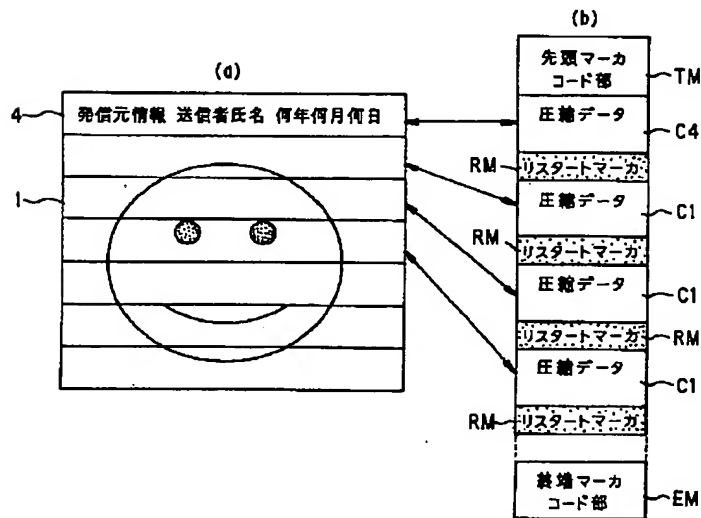 (a)
4
発信元情報 送信者氏名 何年何月何日
1
(b)
先頭マーカ
コード部
TM
圧縮データ
C4
RM
リスタートマーカ
圧縮データ
C1
RM
リスタートマーカ
圧縮データ
C1
リスタートマーカ
RM
圧縮データ
C1
RM
リスタートマーカ
終端マーカ
コード部
EM